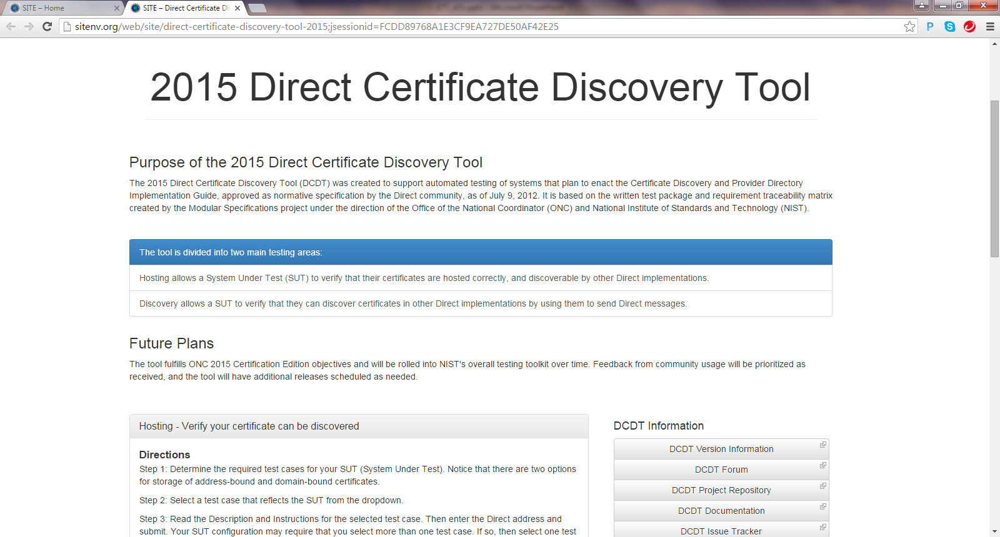 SITE – Home
SITE – Direct Certificate Di
sitenv.org/web/site/direct-certificate-discovery-tool-2015;jsessionid=FCDD89768A1E3CF9EA727DE50AF42E25
2015 Direct Certificate Discovery Tool
Purpose of the 2015 Direct Certificate Discovery Tool
The 2015 Direct Certificate Discovery Tool (DCDT) was created to support automated testing of systems that plan to enact the Certificate Discovery and Provider Directory
Implementation Guide, approved as normative specification by the Direct community, as of July 9, 2012. It is based on the written test package and requirement traceability matrix
created by the Modular Specifications project under the direction of the Office of the National Coordinator (ONC) and National Institute of Standards and Technology (NIST).
The tool is divided into two main testing areas:
Hosting allows a System Under Test (SUT) to verify that their certificates are hosted correctly, and discoverable by other Direct implementations.
Discovery allows a SUT to verify that they can discover certificates in other Direct implementations by using them to send Direct messages.
Future Plans
The tool fulfills ONC 2015 Certification Edition objectives and will be rolled into NIST's overall testing toolkit over time. Feedback from community usage will be prioritized as
received, and the tool will have additional releases scheduled as needed.
Hosting - Verify your certificate can be discovered
Directions
Step 1: Determine the required test cases for your SUT (System Under Test). Notice that there are two options
for storage of address-bound and domain-bound certificates.
Step 2: Select a test case that reflects the SUT from the dropdown.
Step 3: Read the Description and Instructions for the selected test case. Then enter the Direct address and
submit. Your SUT configuration may require that you select more than one test case. If so, then select one test
DCDT Information
DCDT Version Information
DCDT Forum
DCDT Project Repository
DCDT Documentation
DCDT Issue Tracker